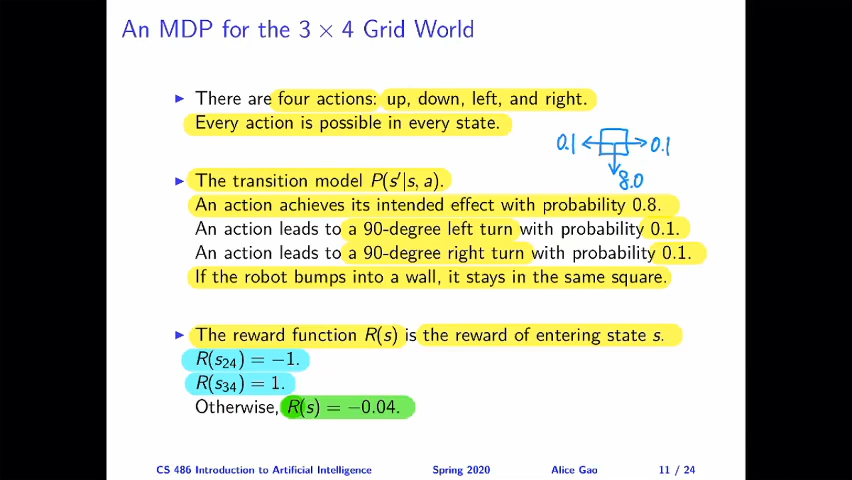 An MDP for the 3 × 4 Grid World
▶ There are four actions: up, down, left, and right.
Every action is possible in every state.
0.1 0.1
8.0
▶ The transition model P(s′|s, a).
An action achieves its intended effect with probability 0.8.
An action leads to a 90-degree left turn with probability 0.1.
An action leads to a 90-degree right turn with probability 0.1.
If the robot bumps into a wall, it stays in the same square.
▶ The reward function R(s) is the reward of entering state s.
R(s₂₄) = −1.
R(s₃₄) = 1.
Otherwise, R(s) = −0.04.
CS 486 Introduction to Artificial Intelligence Spring 2020 Alice Gao 11 / 24